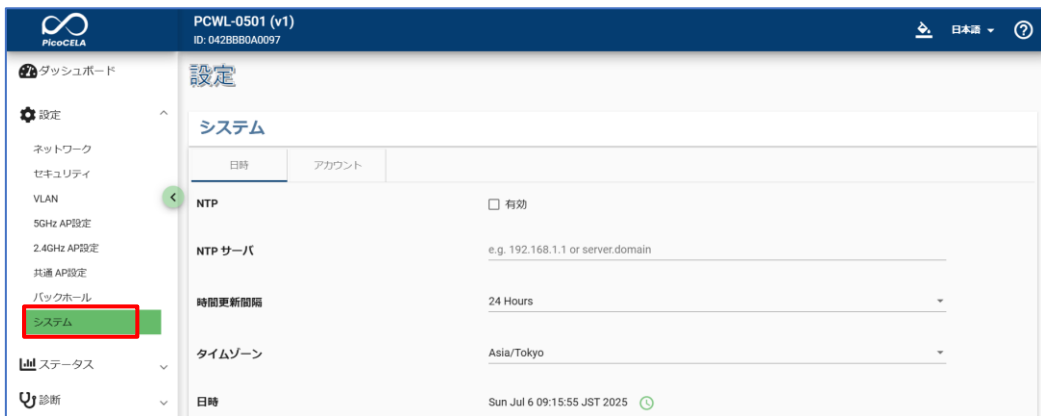 PicoCELA
PCWL-0501 (v1)
ID: 042BBB0A0097
日本語
ダッシュボード
設定
ネットワーク
セキュリティ
VLAN
5GHz AP設定
2.4GHz AP設定
共通 AP設定
バックホール
システム
ステータス
診断
設定
システム
日時 アカウント
NTP 有効
NTP サーバ e.g. 192.168.1.1 or server.domain
時間更新間隔 24 Hours
タイムゾーン Asia/Tokyo
日時 Sun Jul 6 09:15:55 JST 2025